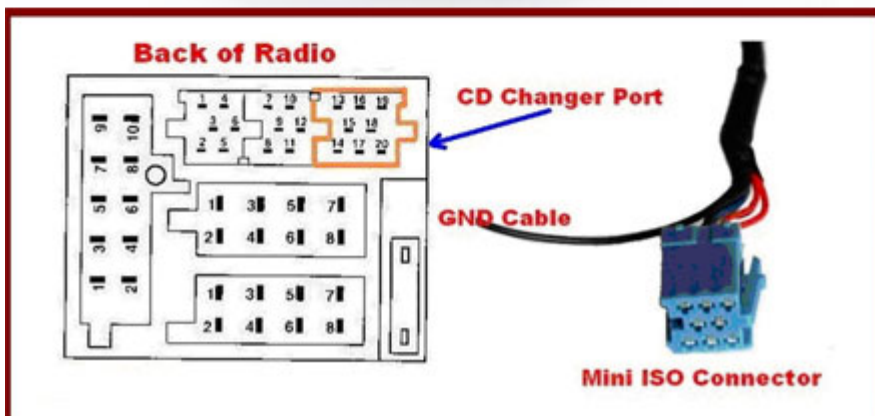 Back of Radio
1 4 7 10 13 16 19
3 6 9 12 15 18
2 5 8 11 14 17 20
CD Changer Port
9 10
7 8
5 6
3 4
1 2
1 3 5 7
2 4 6 8
GND Cable
1 3 5 7
2 4 6 8
Mini ISO Connector